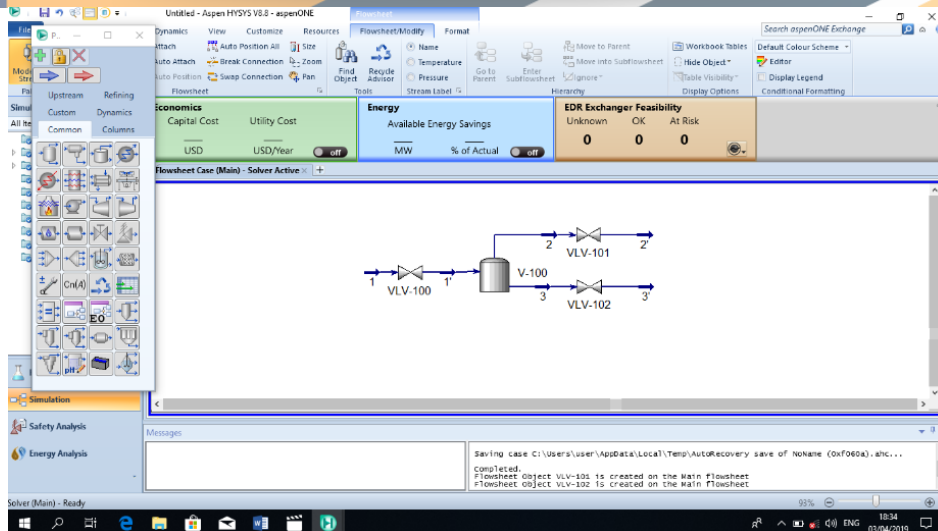 Untitled - Aspen HYSYS V8.8 - aspenONE
Flowsheet
File
P..
Dynamics View Customize Resources Flowsheet/Modify Format
Search aspenONE Exchange
Attach
Auto Position All
Size
Name
Move to Parent
Workbook Tables
Default Colour Scheme
Auto Attach
Break Connection
Zoom
Temperature
Move into Subflowsheet
Hide Object
Editor
Auto Position
Swap Connection
Pan
Find Object
Recycle Advisor
Pressure
Go to Parent
Enter Subflowsheet
Ignore
Table Visibility
Display Legend
Flowsheet
Tools
Stream Label
Hierarchy
Display Options
Conditional Formatting
Upstream Refining
Custom Dynamics
Common Columns
Economics
Capital Cost Utility Cost
USD USD/Year off
Energy
Available Energy Savings
MW % of Actual off
EDR Exchanger Feasibility
Unknown OK At Risk
0 0 0
Flowsheet Case (Main) - Solver Active
2
VLV-101
2'
1
VLV-100
1'
V-100
3
VLV-102
3'
Cn(A)
EO
pH
Simulation
Safety Analysis
Energy Analysis
Messages
Saving case C:\Users\user\AppData\Local\Temp\AutoRecovery save of NoName (0xf060a).ahc...
Completed.
Flowsheet Object VLV-101 is created on the Main flowsheet
Flowsheet Object VLV-102 is created on the Main flowsheet
Solver (Main) - Ready
93%
ENG
18:34
03/04/2019